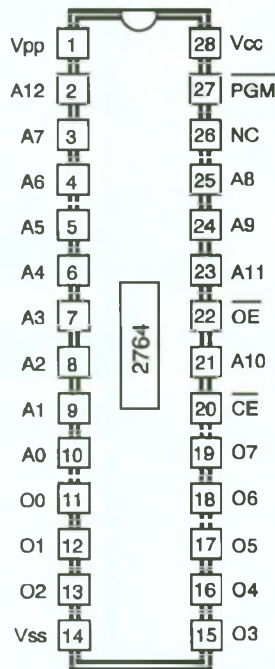 Vpp 1 28 Vcc
A12 2 27 PGM
A7 3 26 NC
A6 4 25 A8
A5 5 24 A9
A4 6 23 A11
A3 7 22 OE
A2 8 21 A10
A1 9 20 CE
A0 10 19 O7
O0 11 18 O6
O1 12 17 O5
O2 13 16 O4
Vss 14 15 O3
2764